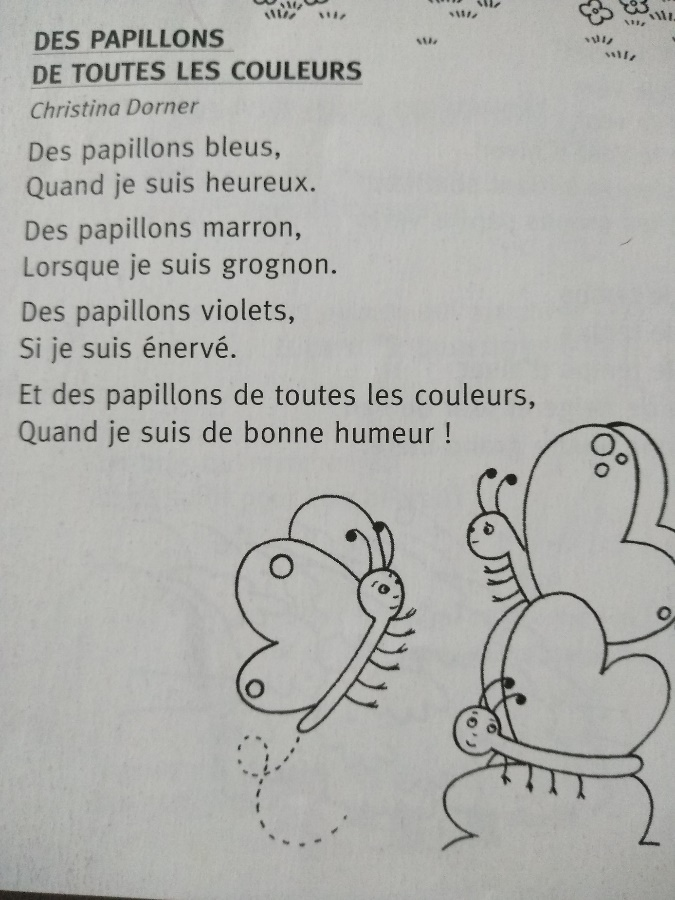 DES PAPILLONS
DE TOUTES LES COULEURS
Christina Dorner
Des papillons bleus,
Quand je suis heureux.
Des papillons marron,
Lorsque je suis grognon.
Des papillons violets,
Si je suis énervé.
Et des papillons de toutes les couleurs,
Quand je suis de bonne humeur !